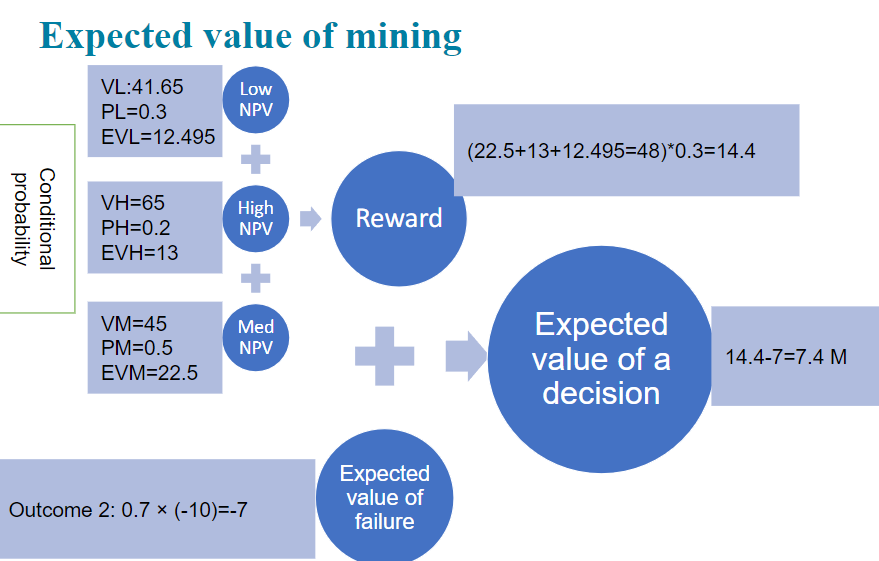 Expected value of mining
VL:41.65
PL=0.3
EVL=12.495
Low
NPV
(22.5+13+12.495=48)*0.3=14.4
Conditional
probability
VH=65
PH=0.2
EVH=13
High
NPV
Reward
VM=45
PM=0.5
EVM=22.5
Med
NPV
Expected
value of a
decision
14.4-7=7.4 M
Outcome 2: 0.7 × (-10)=-7
Expected
value of
failure